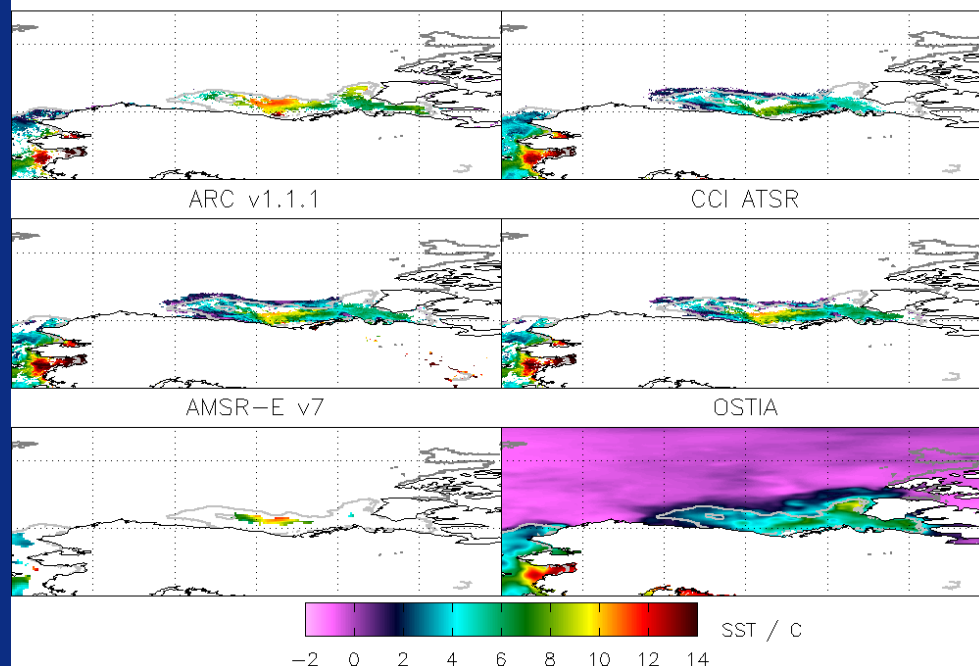 ARC v1.1.1
CCI ATSR
AMSR-E v7
OSTIA
SST / C
-2 0 2 4 6 8 10 12 14